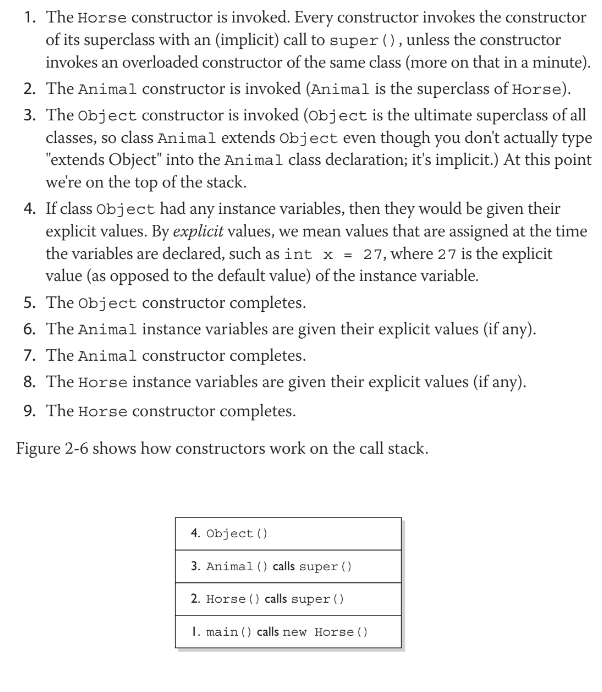 1. The Horse constructor is invoked. Every constructor invokes the constructor
of its superclass with an (implicit) call to super(), unless the constructor
invokes an overloaded constructor of the same class (more on that in a minute).
2. The Animal constructor is invoked (Animal is the superclass of Horse).
3. The Object constructor is invoked (Object is the ultimate superclass of all
classes, so class Animal extends Object even though you don't actually type
"extends Object" into the Animal class declaration; it's implicit.) At this point
we're on the top of the stack.
4. If class Object had any instance variables, then they would be given their
explicit values. By explicit values, we mean values that are assigned at the time
the variables are declared, such as int x = 27, where 27 is the explicit
value (as opposed to the default value) of the instance variable.
5. The Object constructor completes.
6. The Animal instance variables are given their explicit values (if any).
7. The Animal constructor completes.
8. The Horse instance variables are given their explicit values (if any).
9. The Horse constructor completes.
Figure 2-6 shows how constructors work on the call stack.
4. Object()
3. Animal() calls super()
2. Horse() calls super()
1. main() calls new Horse()